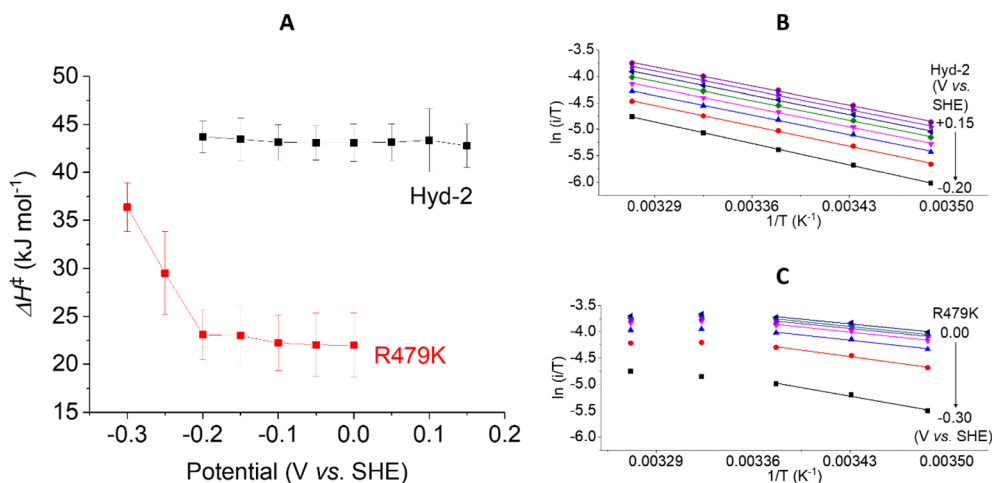 A
50
45
40
35
30
25
20
15
10
ΔH‡ (kJ mol-1)
Hyd-2
R479K
-0.3
-0.2
-0.1
0.0
0.1
0.2
Potential (V vs. SHE)
B
-3.5
-4.0
-4.5
-5.0
-5.5
-6.0
ln (i/T)
Hyd-2
(V vs.
SHE)
+0.15
-0.20
0.00329
0.00336
0.00343
0.00350
1/T (K-1)
C
-3.5
-4.0
-4.5
-5.0
-5.5
-6.0
ln (i/T)
R479K
0.00
-0.30
(V vs. SHE)
0.00329
0.00336
0.00343
0.00350
1/T (K-1)